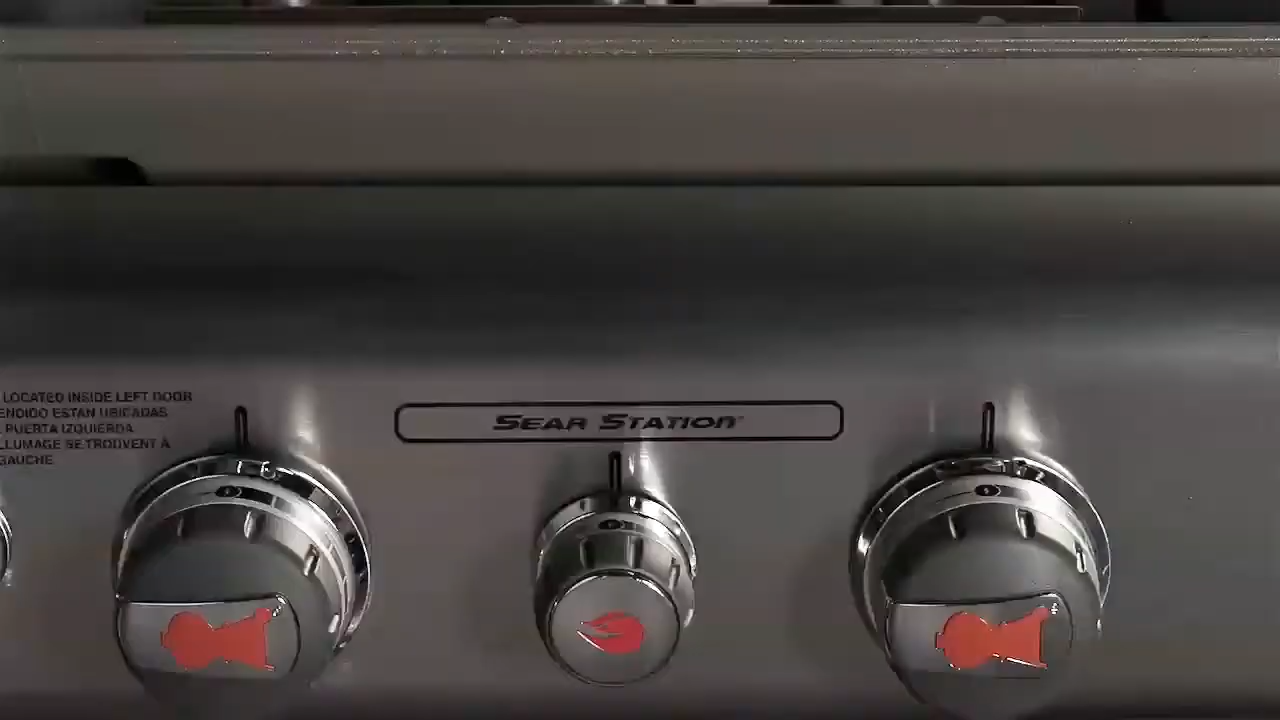 LOCATED INSIDE LEFT DOOR
ENDIDO ESTAN UBICADAS
PUERTA IZQUIERDA
LLUMAGE SE TROUVENT À
GAUCHE
SEAR STATION